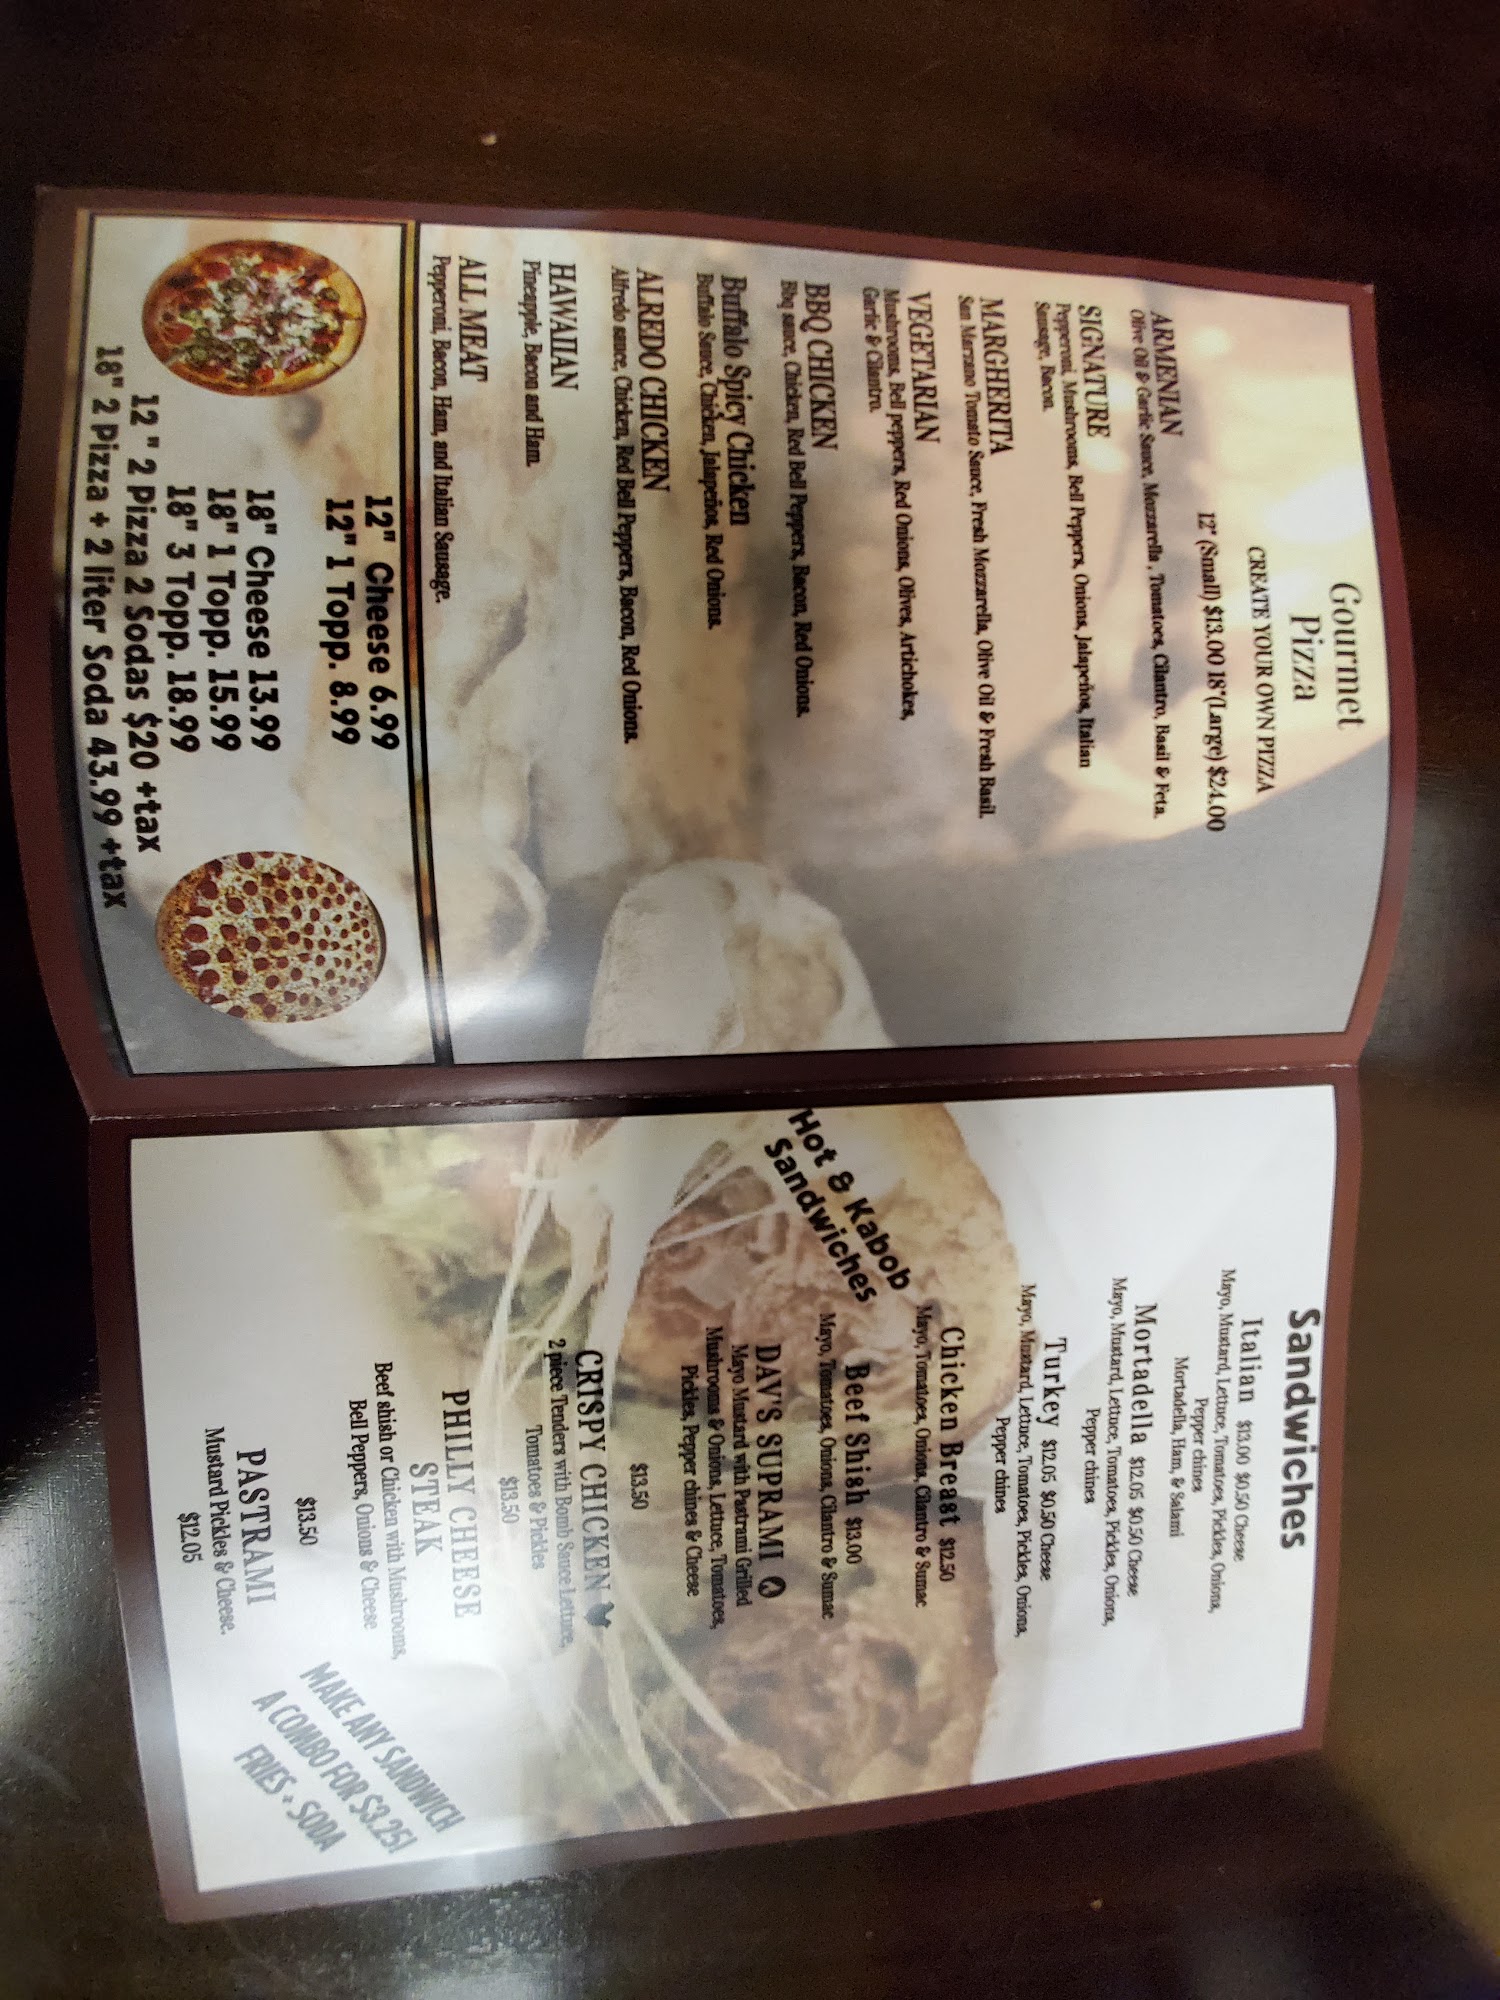 Gourmet
Pizza
CREATE YOUR OWN PIZZA
12" (Small) $13.00 18"(Large) $24.00
ARMENIAN
Olive Oil & Garlic Sauce, Mozzarella, Tomatoes, Cilantro, Basil & Feta.
SIGNATURE
Pepperoni, Mushrooms, Bell Peppers, Onions, Jalapeños, Italian
Sausage, Bacon.
MARGHERITA
San Marzano Tomato Sauce, Fresh Mozzarella, Olive Oil & Fresh Basil.
VEGETARIAN
Mushrooms, Bell peppers, Red Onions, Olives, Artichokes,
Garlic & Cilantro.
BBQ CHICKEN
Bbq sauce, Chicken, Red Bell Peppers, Bacon, Red Onions.
Buffalo Spicy Chicken
Buffalo Sauce, Chicken, Jalapeños, Red Onions.
ALREDO CHICKEN
Alfredo sauce, Chicken, Red Bell Peppers, Bacon, Red Onions.
HAWAIIAN
Pineapple, Bacon and Ham.
ALL MEAT
Pepperoni, Bacon, Ham, and Italian Sausage.
12" Cheese 6.99
12" 1 Topp. 8.99
18" Cheese 13.99
18" 1 Topp. 15.99
18" 3 Topp. 18.99
12 " 2 Pizza 2 Sodas $20 +tax
18" 2 Pizza + 2 liter Soda 43.99 +tax
Sandwiches
Italian $13.00 $0.50 Cheese
Mayo, Mustard, Lettuce, Tomatoes, Pickles, Onions,
Pepper chines
Mortadella, Ham, & Salami
Mortadella $12.05 $0.50 Cheese
Mayo, Mustard, Lettuce, Tomatoes, Pickles, Onions,
Pepper chines
Turkey $12.05 $0.50 Cheese
Mayo, Mustard, Lettuce, Tomatoes, Pickles, Onions,
Pepper chines
Hot & Kabob
Sandwiches
Chicken Breast $12.50
Mayo, Tomatoes, Onions, Cilantro & Sumac
Beef Shish $13.00
Mayo, Tomatoes, Onions, Cilantro & Sumac
DAV'S SUPRAMI
Mayo Mustard with Pastrami Grilled
Mushrooms & Onions, Lettuce, Tomatoes,
Pickles, Pepper chines & Cheese
$13.50
CRISPY CHICKEN
2 piece Tenders with Bomb Sauce Lettuce,
Tomatoes & Pickles
$13.50
PHILLY CHEESE
STEAK
Beef shish or Chicken with Mushrooms,
Bell Peppers, Onions & Cheese
$13.50
PASTRAMI
Mustard Pickles & Cheese.
$12.05
MAKE ANY SANDWICH
A COMBO FOR $3.25!
FRIES + SODA